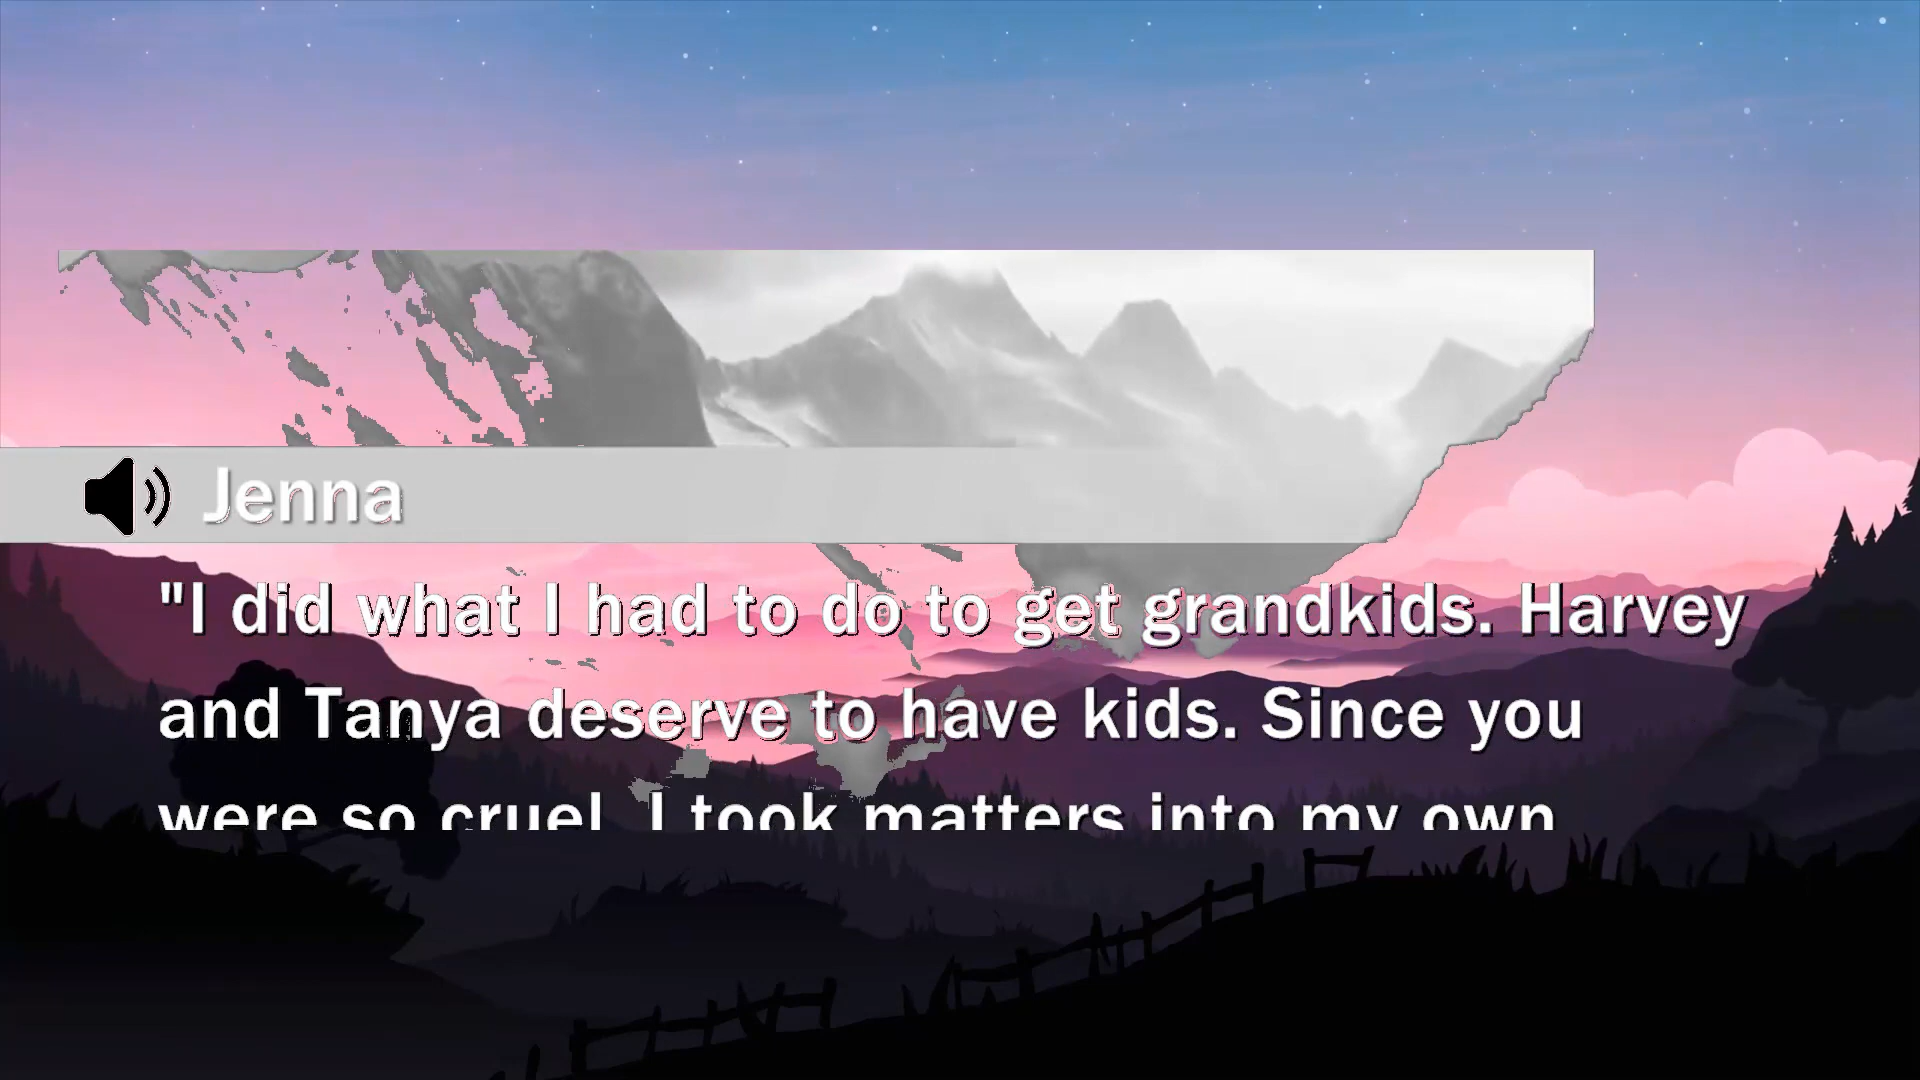 Jenna
"I did what I had to do to get grandkids. Harvey
and Tanya deserve to have kids. Since you
were so cruel, I took matters into my own